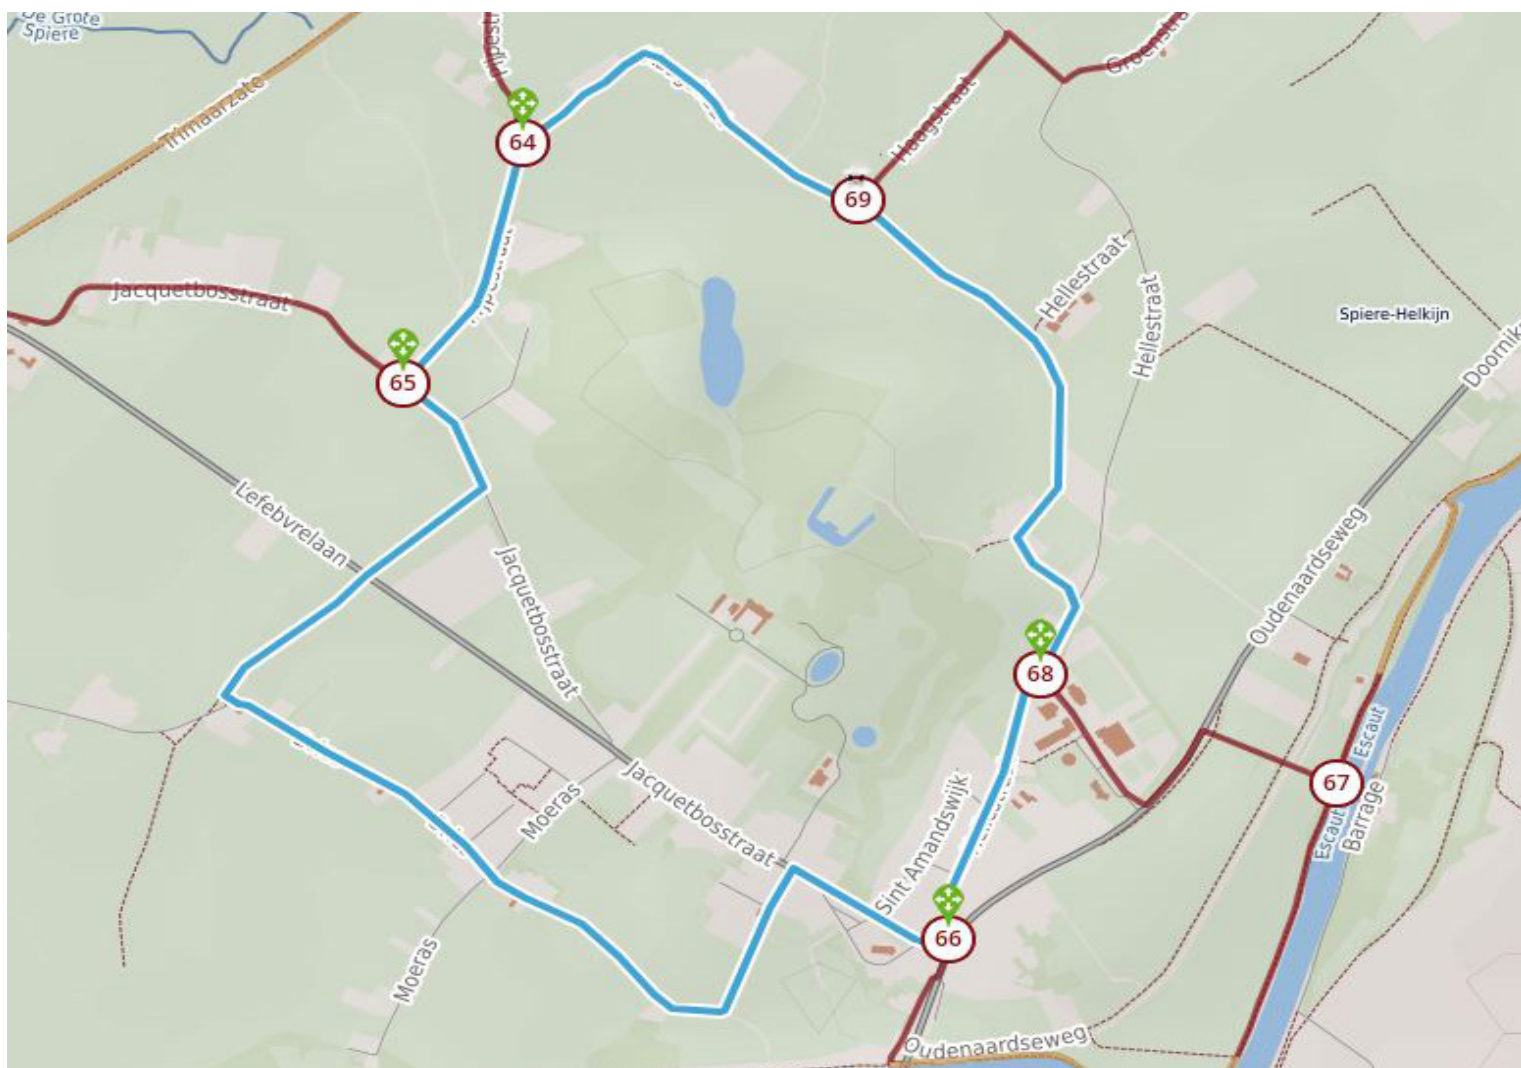 De Grote
Spiere
Trimaarzate
Groenstra
Haagstraat
64
69
Jacquetbosstraat
Hellestraat
Hellestraat
Spiere-Helkijn
Doornik
65
Lefebvrelaan
Oudenaardseweg
Jacquetbosstraat
68
Escaut
67
Moeras
Jacquetbosstraat
Sint Amandswijk
Escaut
Barrage
66
Moeras
Oudenaardseweg